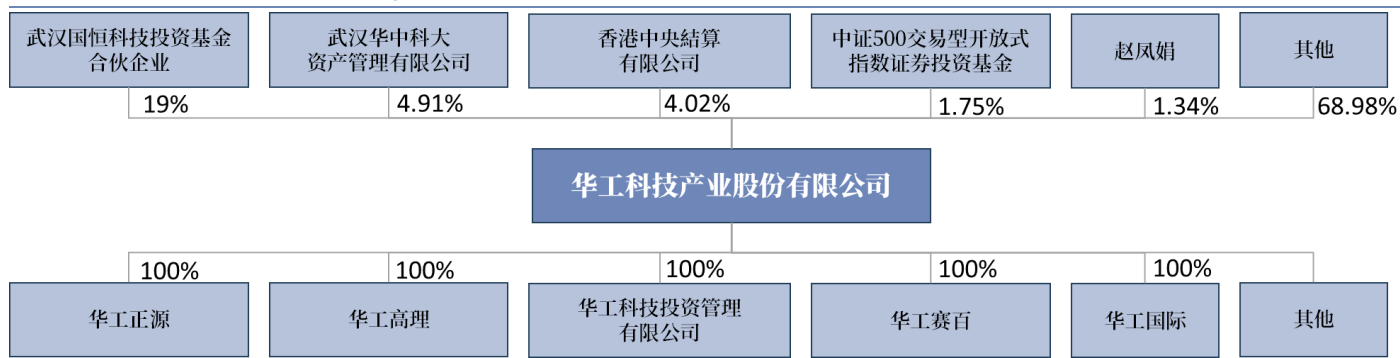 武汉国恒科技投资基金
合伙企业
武汉华中科大
资产管理有限公司
香港中央結算
有限公司
中证500交易型开放式
指数证券投资基金
赵凤娟
其他
19%
4.91%
4.02%
1.75%
1.34%
68.98%
华工科技产业股份有限公司
100%
100%
100%
100%
100%
华工正源
华工高理
华工科技投资管理
有限公司
华工赛百
华工国际
其他